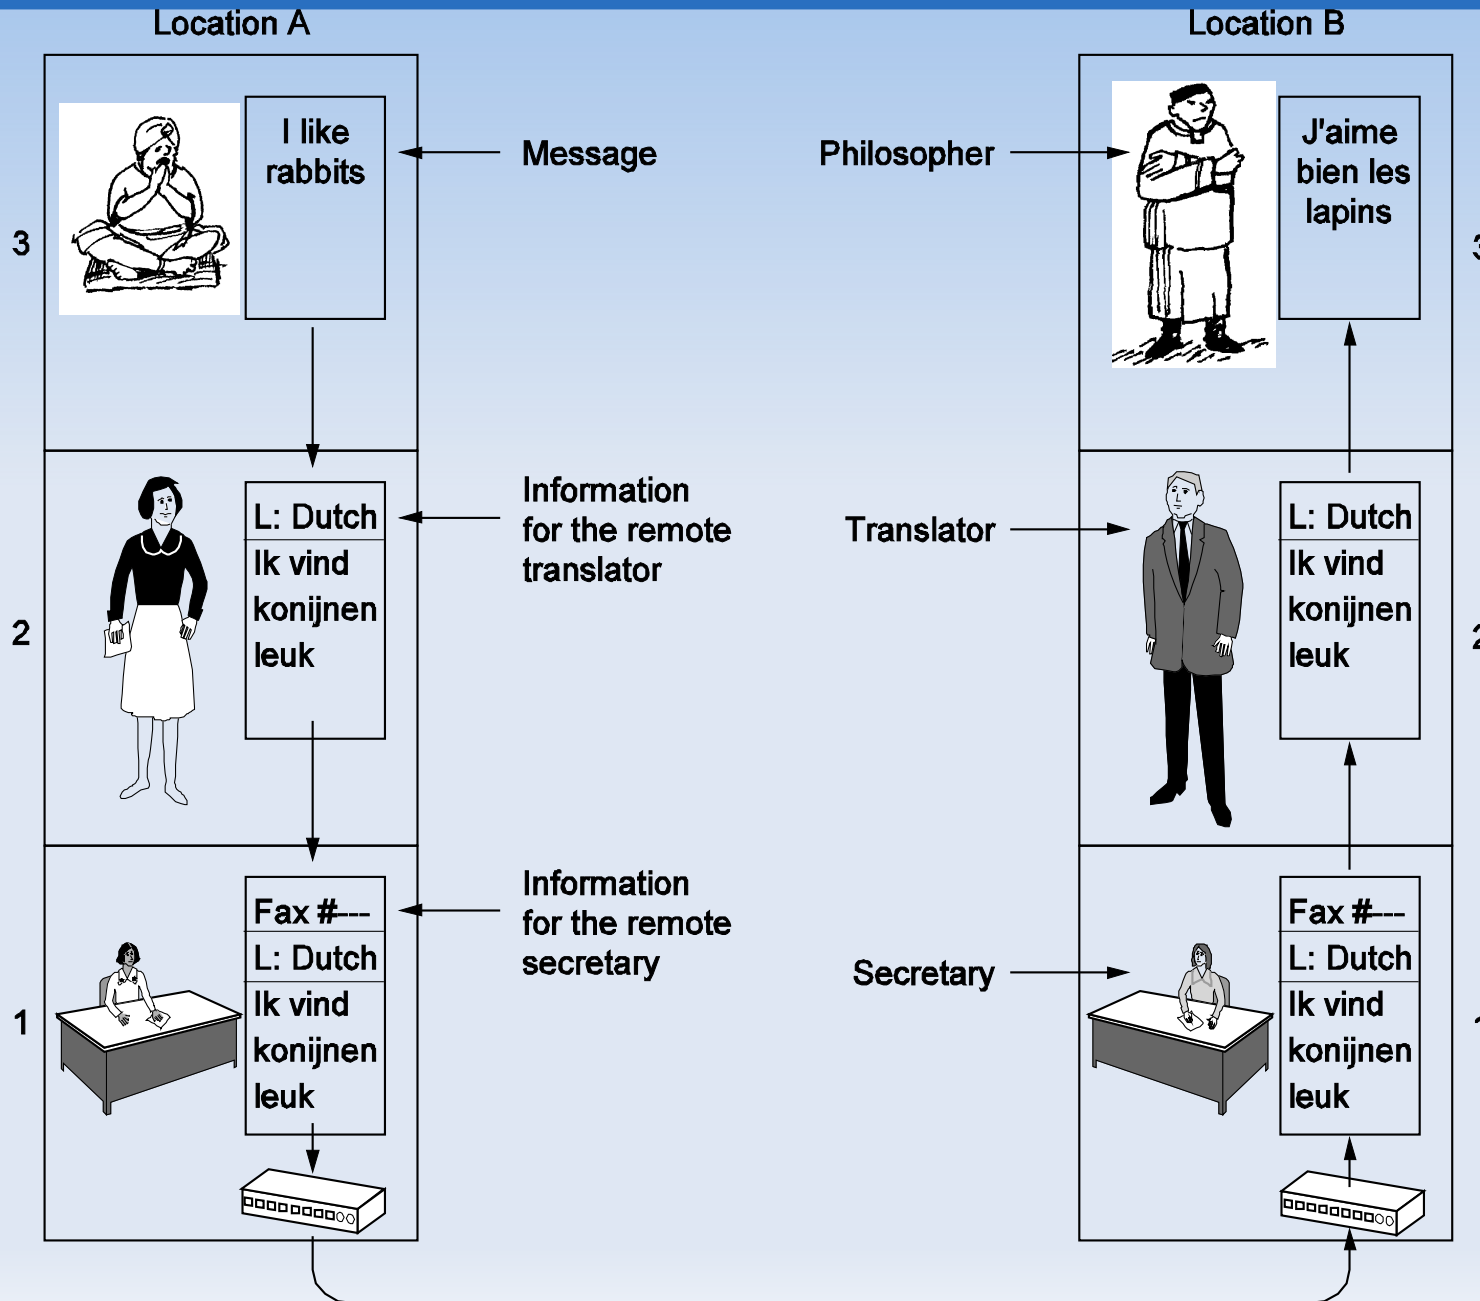 Location A
I like
rabbits
Message
3
L: Dutch
Ik vind
konijnen
leuk
Information
for the remote
translator
2
Fax #---
L: Dutch
Ik vind
konijnen
leuk
Information
for the remote
secretary
1
Location B
Philosopher
J'aime
bien les
lapins
3
Translator
L: Dutch
Ik vind
konijnen
leuk
2
Secretary
Fax #---
L: Dutch
Ik vind
konijnen
leuk